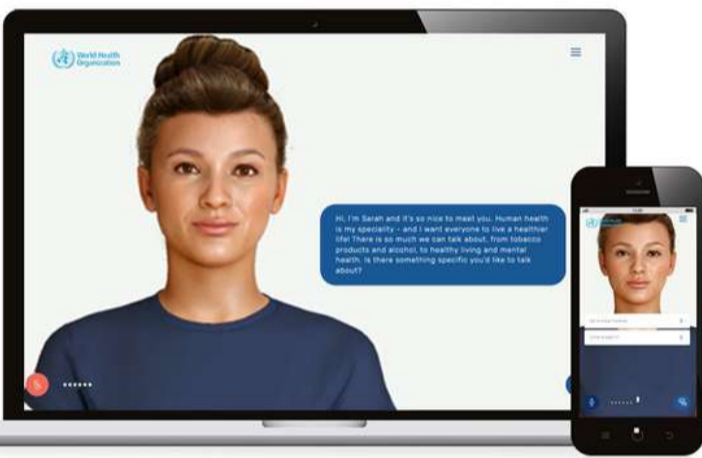 World Health
Organization
Hi, I'm Sarah and it's so nice to meet you. Human health
is my speciality - and I want everyone to live a healthier
life! There is so much we can talk about, from tobacco
products and alcohol, to healthy living and mental
health. Is there something specific you'd like to talk
about?
World Health